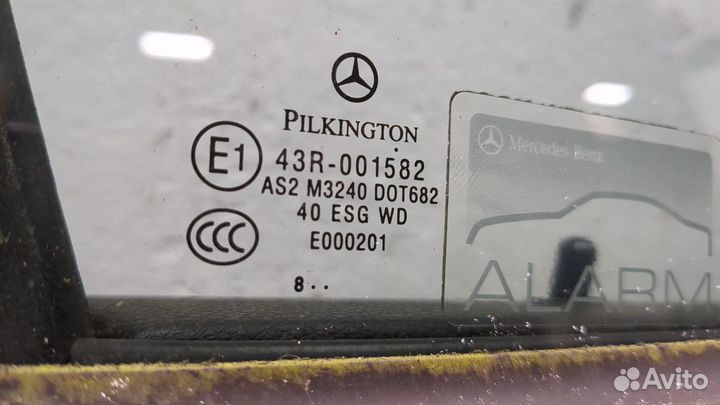 PILKINGTON
E1
43R-001582
AS2 M3240 DOT682
40 ESG WD
CCC
E000201
8··
Mercedes-Benz
ALARM
Avito